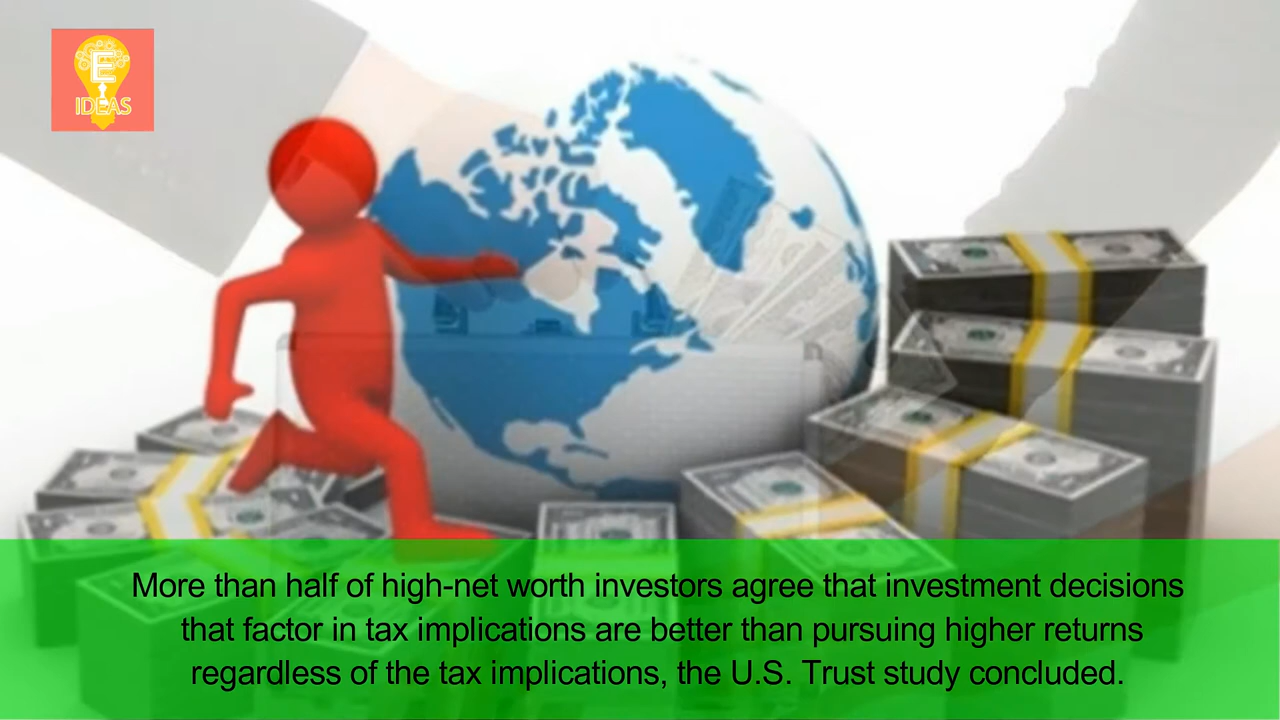 E
IDEAS
More than half of high-net worth investors agree that investment decisions
that factor in tax implications are better than pursuing higher returns
regardless of the tax implications, the U.S. Trust study concluded.